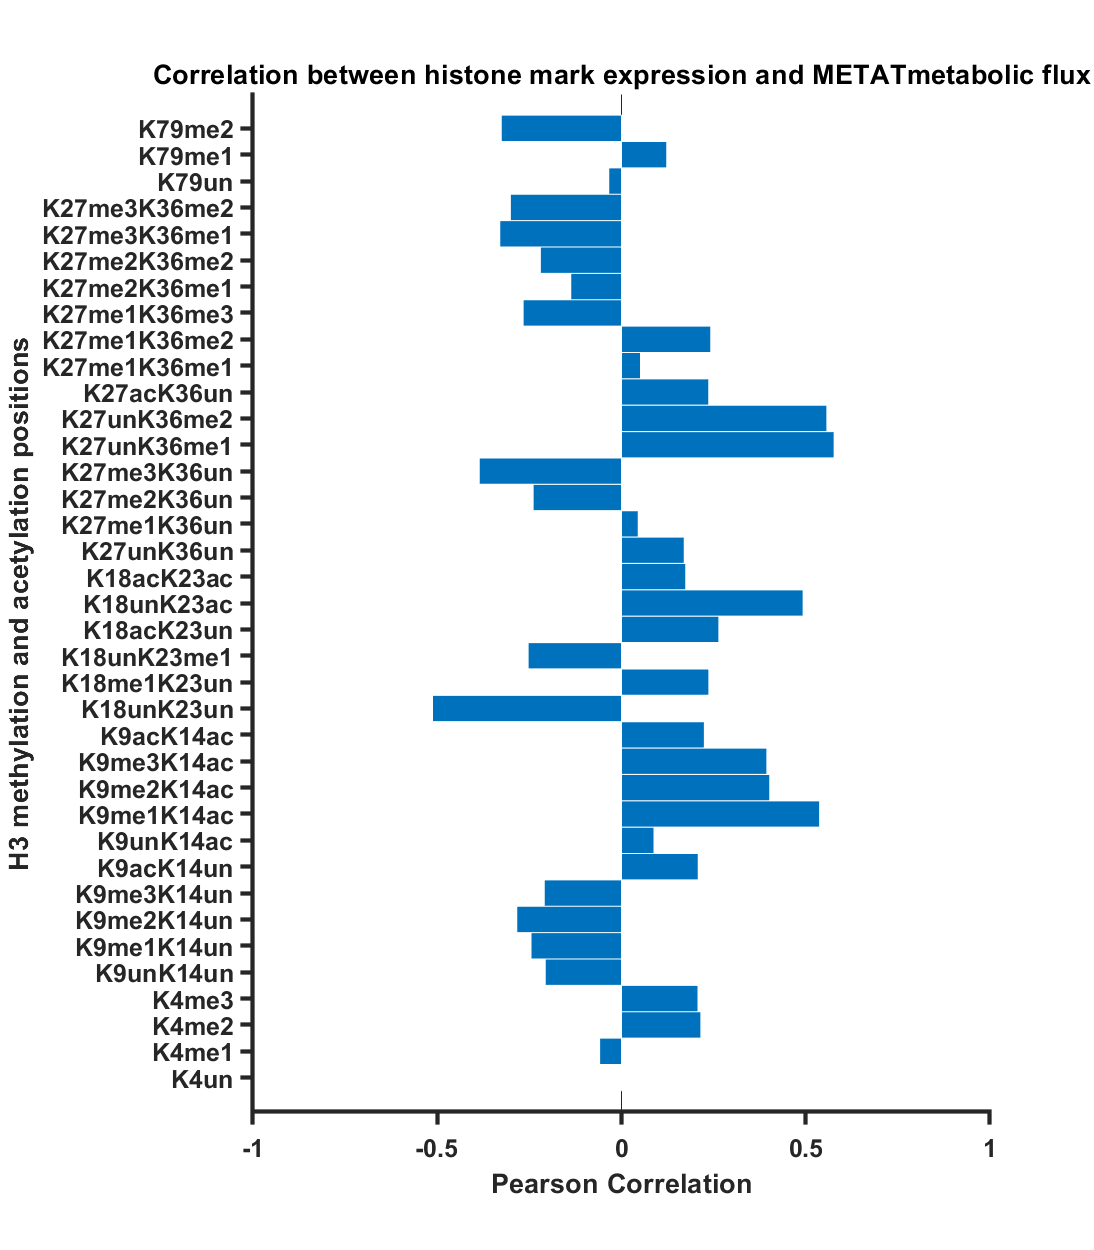 Correlation between histone mark expression and METATmetabolic flux
K79me2
K79me1
K79un
K27me3K36me2
K27me3K36me1
K27me2K36me2
K27me2K36me1
K27me1K36me3
K27me1K36me2
K27me1K36me1
K27acK36un
K27unK36me2
K27unK36me1
K27me3K36un
K27me2K36un
K27me1K36un
K27unK36un
K18acK23ac
K18unK23ac
K18acK23un
K18unK23me1
K18me1K23un
K18unK23un
K9acK14ac
K9me3K14ac
K9me2K14ac
K9me1K14ac
K9unK14ac
K9acK14un
K9me3K14un
K9me2K14un
K9me1K14un
K9unK14un
K4me3
K4me2
K4me1
K4un
H3 methylation and acetylation positions
-1 -0.5 0 0.5 1
Pearson Correlation